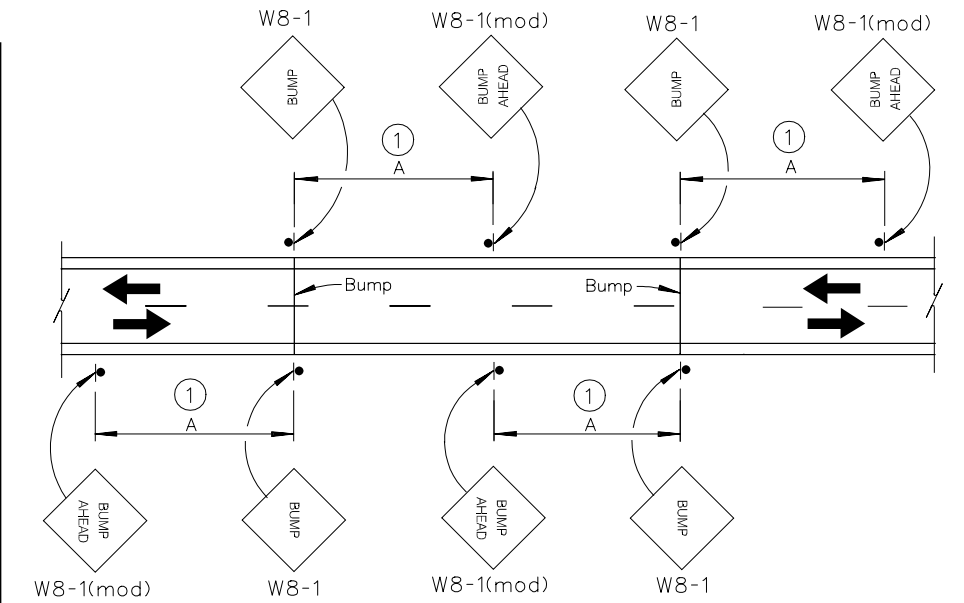 W8-1
W8-1(mod)
W8-1
W8-1(mod)
BUMP
BUMP
AHEAD
BUMP
BUMP
AHEAD
1
A
1
A
Bump
Bump
1
A
1
A
BUMP
AHEAD
BUMP
BUMP
AHEAD
BUMP
W8-1(mod)
W8-1
W8-1(mod)
W8-1